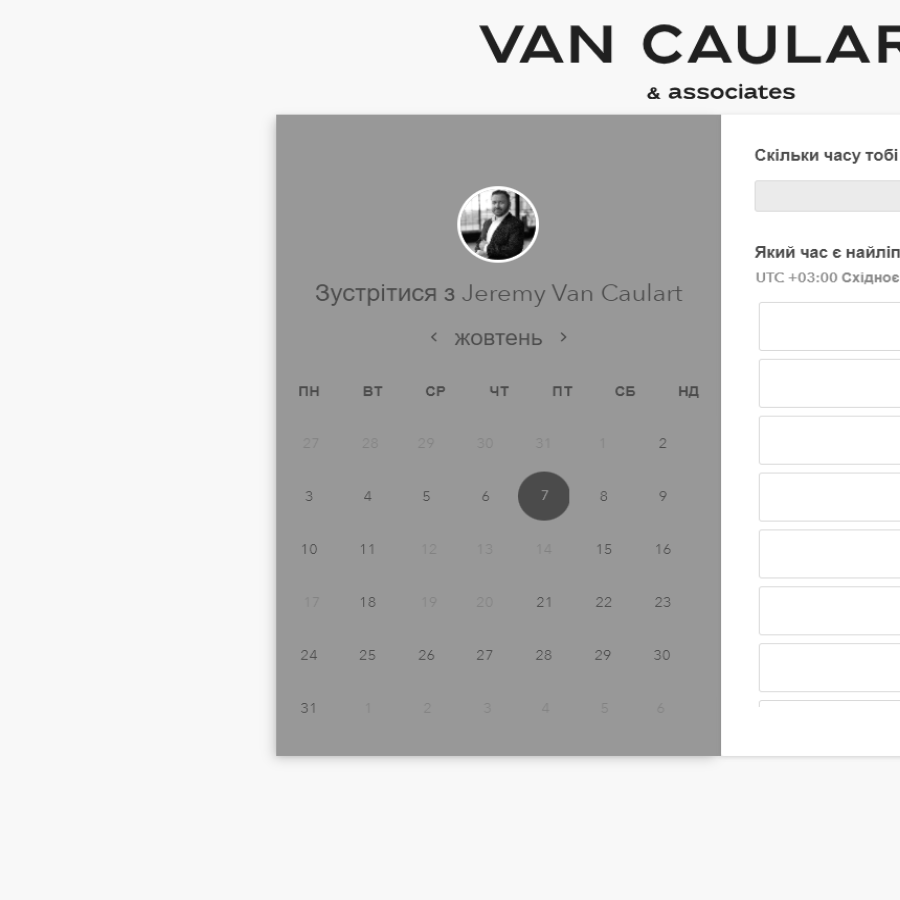 VAN CAULAR
& associates
Зустрітися з Jeremy Van Caulart
жовтень
ПН ВТ СР ЧТ ПТ СБ НД
27 28 29 30 31 1 2
3 4 5 6 7 8 9
10 11 12 13 14 15 16
17 18 19 20 21 22 23
24 25 26 27 28 29 30
31 1 2 3 4 5 6
Скільки часу тобі
Який час є найліп
UTC +03:00 Східноє